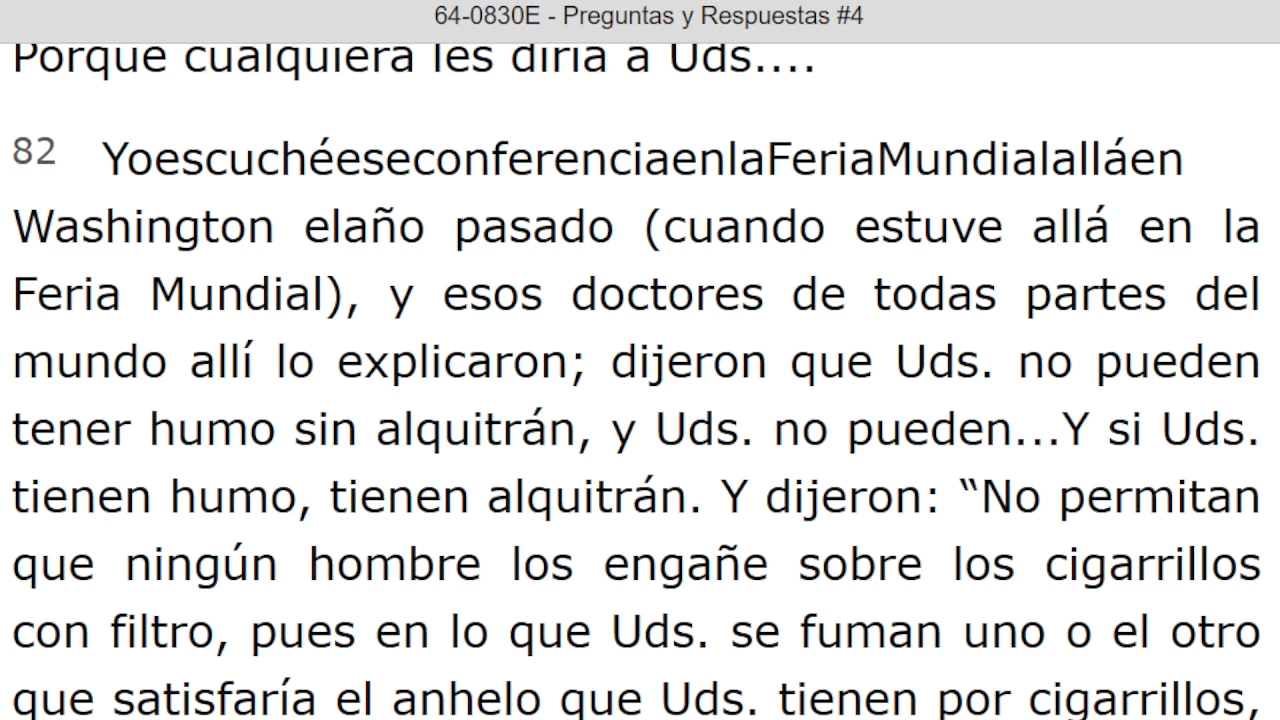 64-0830E - Preguntas y Respuestas #4
Porque cualquiera les diría a Uds....
82 YoescuchéeseconferenciaenlaFeriaMundialalláen
Washington elaño pasado (cuando estuve allá en la
Feria Mundial), y esos doctores de todas partes del
mundo allí lo explicaron; dijeron que Uds. no pueden
tener humo sin alquitrán, y Uds. no pueden...Y si Uds.
tienen humo, tienen alquitrán. Y dijeron: “No permitan
que ningún hombre los engañe sobre los cigarrillos
con filtro, pues en lo que Uds. se fuman uno o el otro
que satisfaría el anhelo que Uds. tienen por cigarrillos,